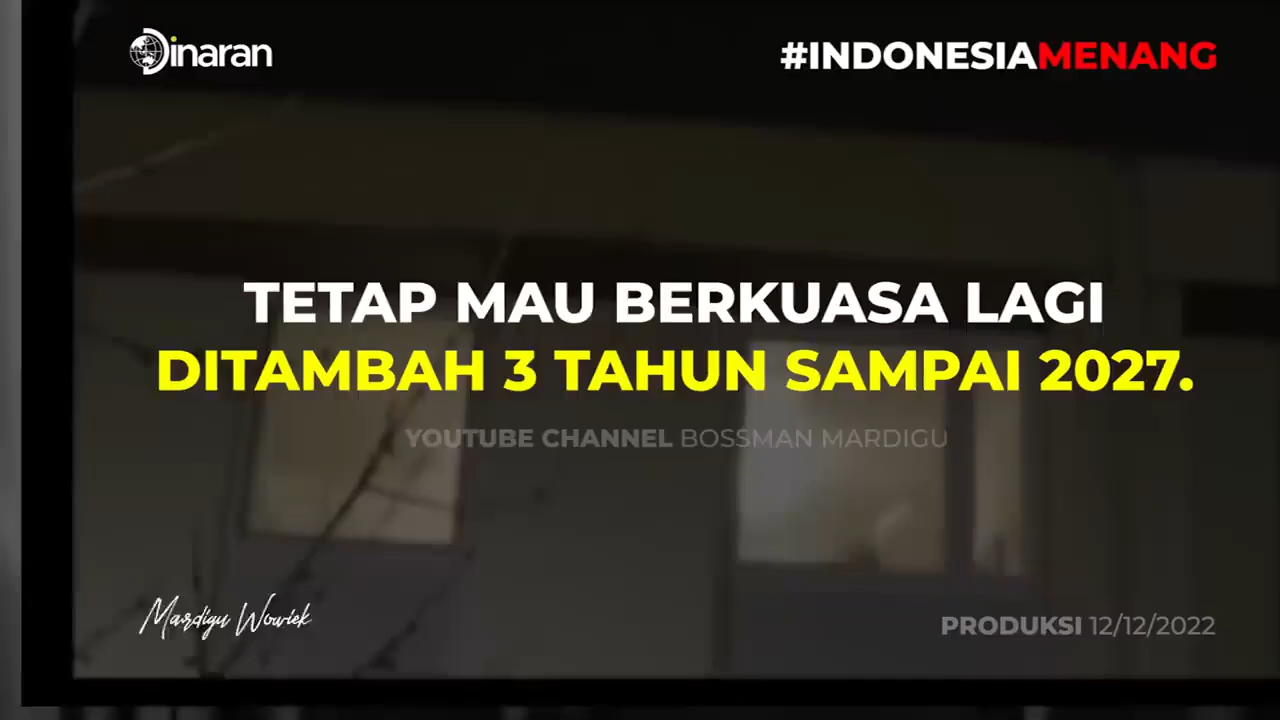 Dinaran
#INDONESIAMENANG
TETAP MAU BERKUASA LAGI
DITAMBAH 3 TAHUN SAMPAI 2027.
YOUTUBE CHANNEL BOSSMAN MARDIGU
Mardigu Wowiek
PRODUKSI 12/12/2022